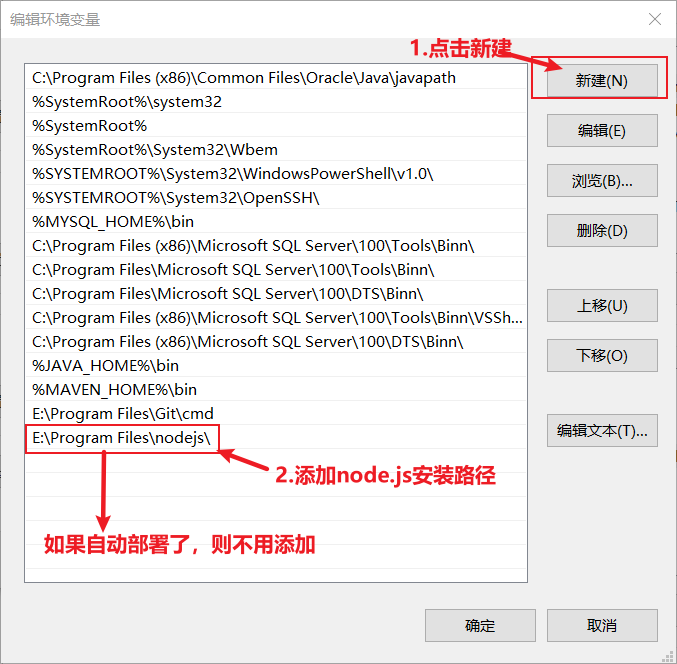 编辑环境变量
1.点击新建
C:\Program Files (x86)\Common Files\Oracle\Java\javapath
新建(N)
%SystemRoot%\system32
%SystemRoot%
编辑(E)
%SystemRoot%\System32\Wbem
%SYSTEMROOT%\System32\WindowsPowerShell\v1.0\
浏览(B)...
%SYSTEMROOT%\System32\OpenSSH\
%MYSQL_HOME%\bin
删除(D)
C:\Program Files (x86)\Microsoft SQL Server\100\Tools\Binn\
C:\Program Files\Microsoft SQL Server\100\Tools\Binn\
C:\Program Files\Microsoft SQL Server\100\DTS\Binn\
上移(U)
C:\Program Files (x86)\Microsoft SQL Server\100\Tools\Binn\VSSh...
C:\Program Files (x86)\Microsoft SQL Server\100\DTS\Binn\
下移(O)
%JAVA_HOME%\bin
%MAVEN_HOME%\bin
E:\Program Files\Git\cmd
编辑文本(T)...
E:\Program Files\nodejs\
2.添加node.js安装路径
如果自动部署了，则不用添加
确定
取消